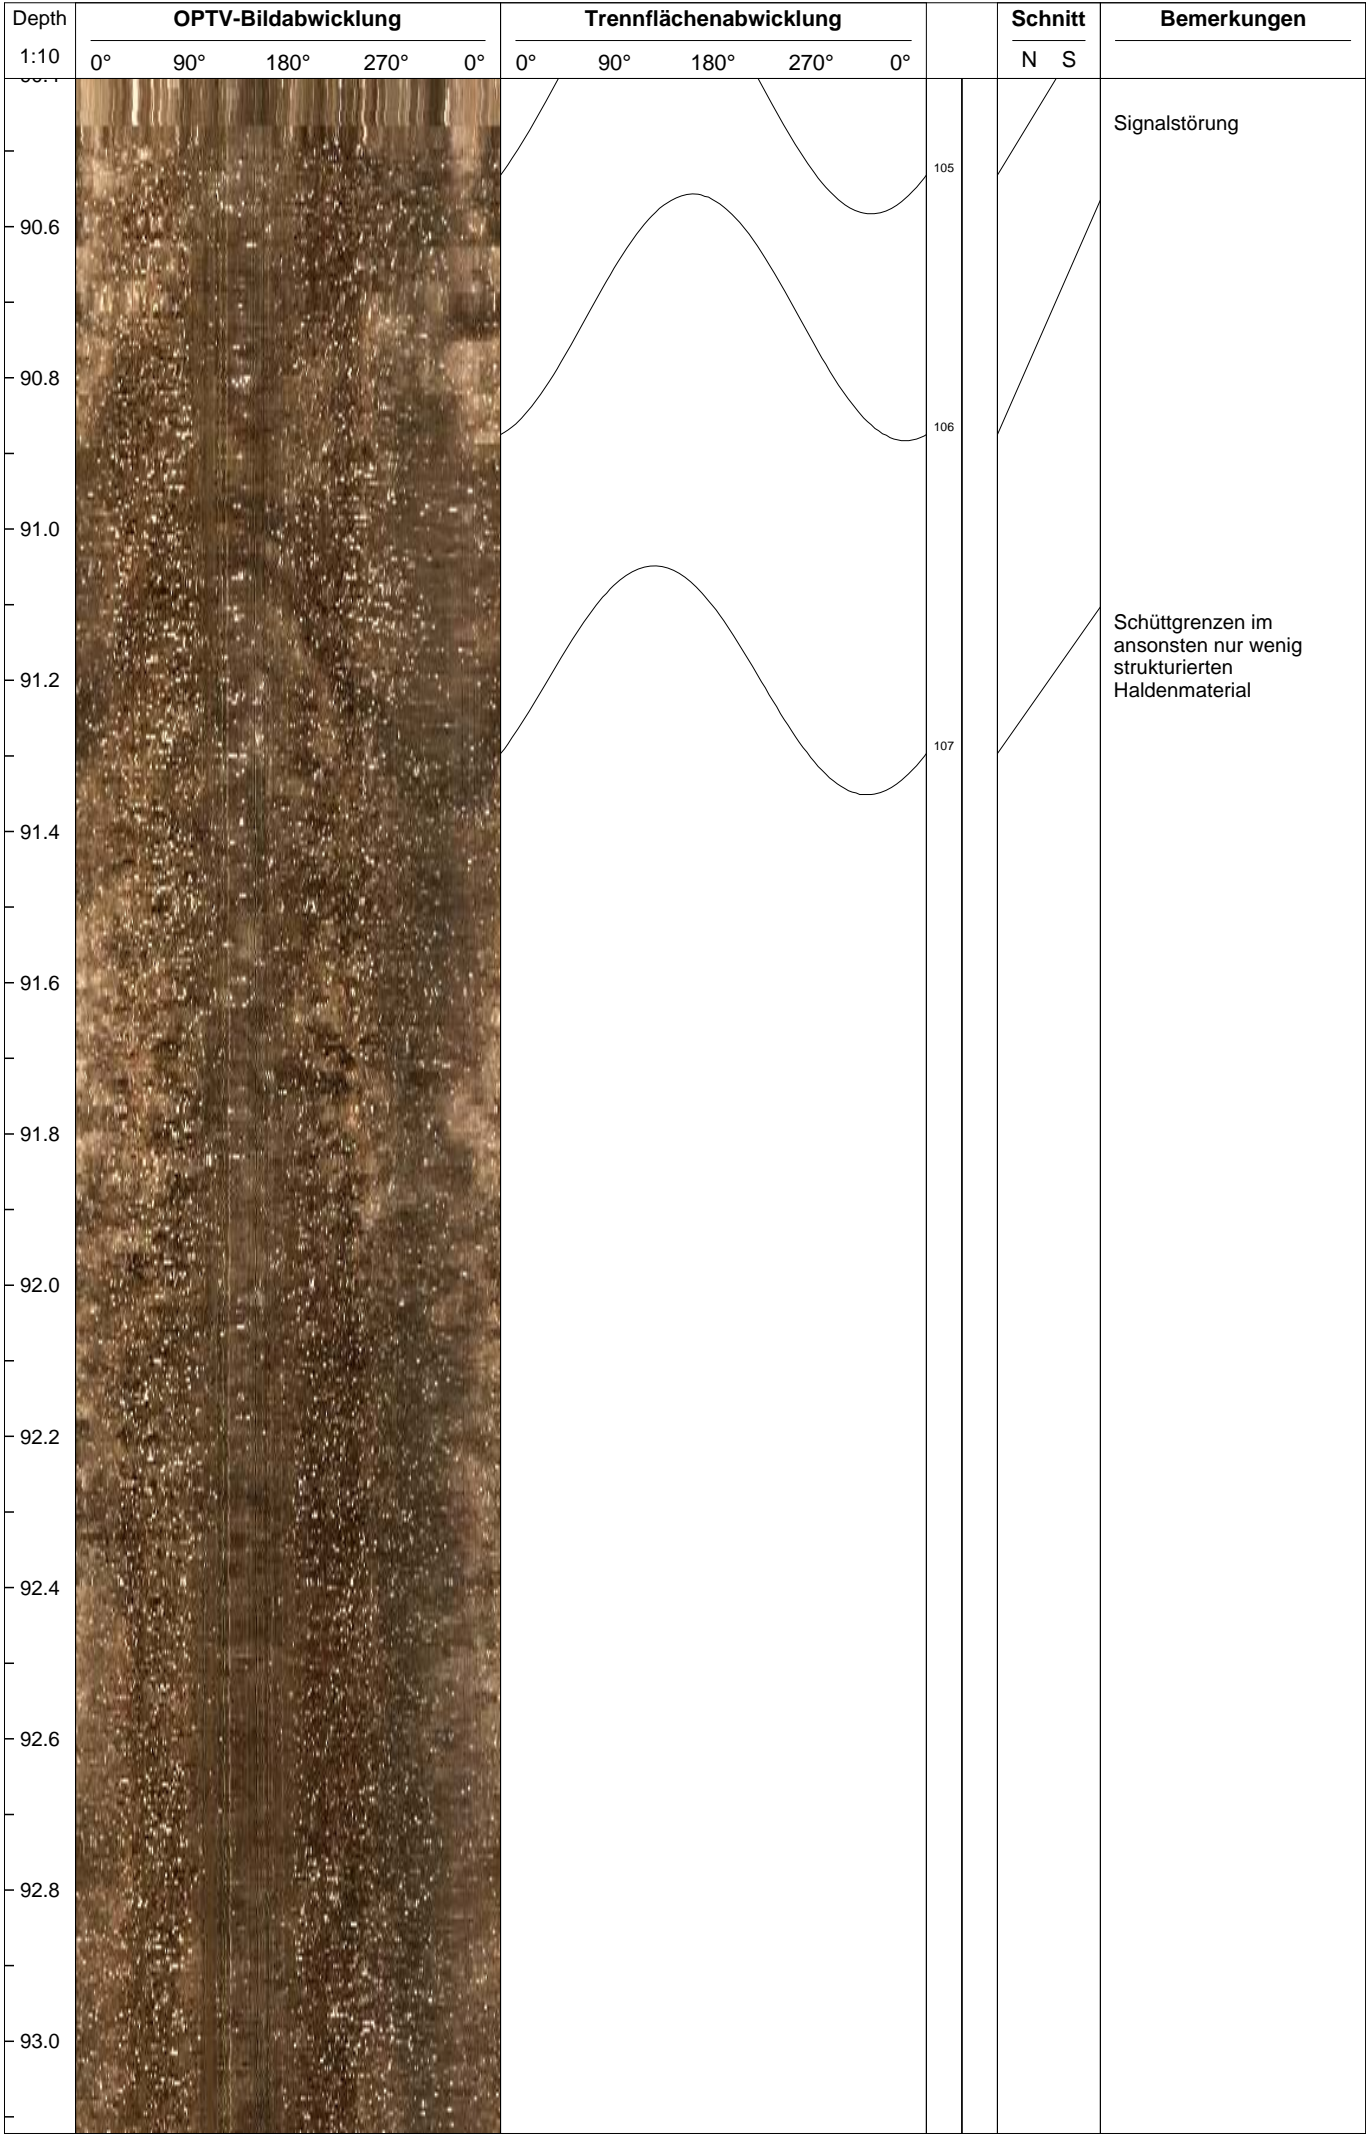 Depth
1:10
OPTV-Bildabwicklung
0° 90° 180° 270° 0°
Trennflächenabwicklung
0° 90° 180° 270° 0°
Schnitt
N S
Bemerkungen
Signalstörung
105
90.6
90.8
106
91.0
Schüttgrenzen im
ansonsten nur wenig
strukturierten
Haldenmaterial
91.2
107
91.4
91.6
91.8
92.0
92.2
92.4
92.6
92.8
93.0